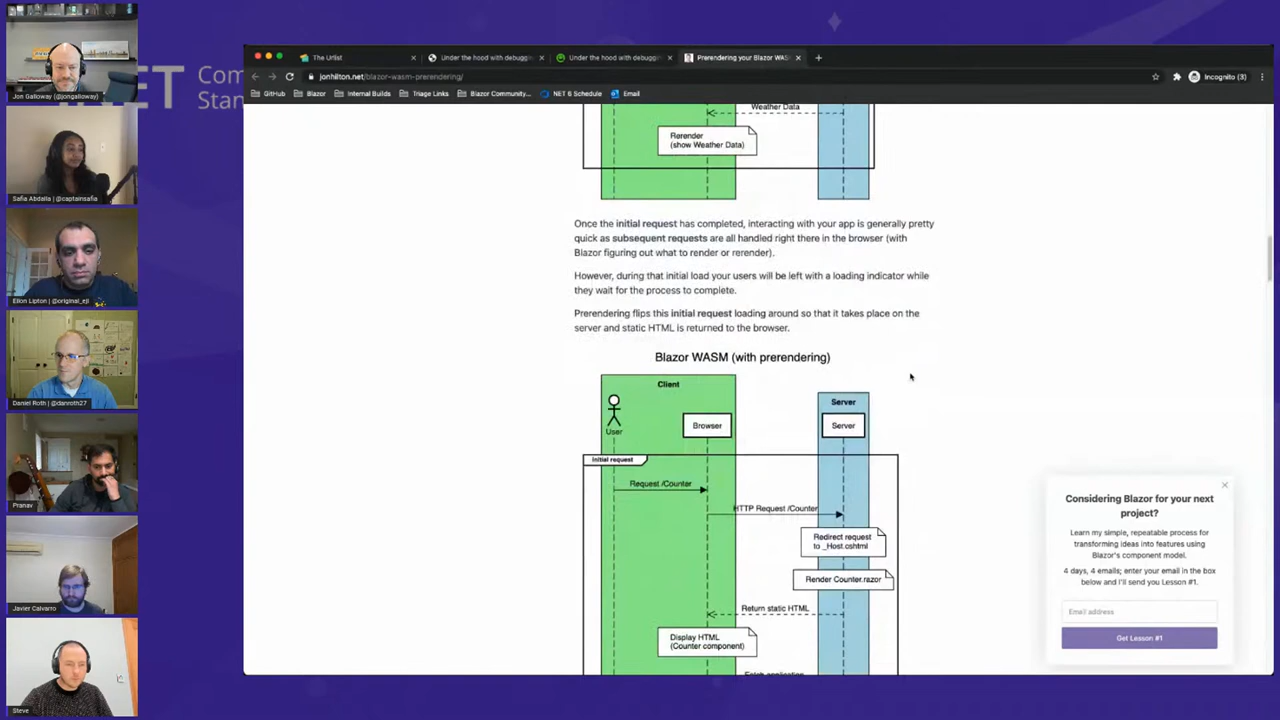 NET
Com
Stan
Jon Galloway (@jongalloway)
Safia Abdalla | @captainsafia
Eilon Lipton | @original_ejl
Daniel Roth | @danroth27
Pranav
Javier Calvarro
Steve
The Urlist
Under the hood with debuggi
Under the hood with debuggi
Prerendering your Blazor WAS
jonhilton.net/blazor-wasm-prerendering/
Incognito (3)
GitHub
Blazor
Internal Builds
Triage Links
Blazor Community...
NET 6 Schedule
Email
Weather Data
Rerender
(show Weather Data)
Once the initial request has completed, interacting with your app is generally pretty
quick as subsequent requests are all handled right there in the browser (with
Blazor figuring out what to render or rerender).
However, during that initial load your users will be left with a loading indicator while
they wait for the process to complete.
Prerendering flips this initial request loading around so that it takes place on the
server and static HTML is returned to the browser.
Blazor WASM (with prerendering)
Client
Server
User
Browser
Server
Initial request
Request /Counter
HTTP Request /Counter
Redirect request
to _Host.cshtml
Render Counter.razor
Return static HTML
Display HTML
(Counter component)
Fetch application
Considering Blazor for your next
project?
Learn my simple, repeatable process for
transforming ideas into features using
Blazor's component model.
4 days, 4 emails; enter your email in the box
below and I'll send you Lesson #1.
Email address
Get Lesson #1